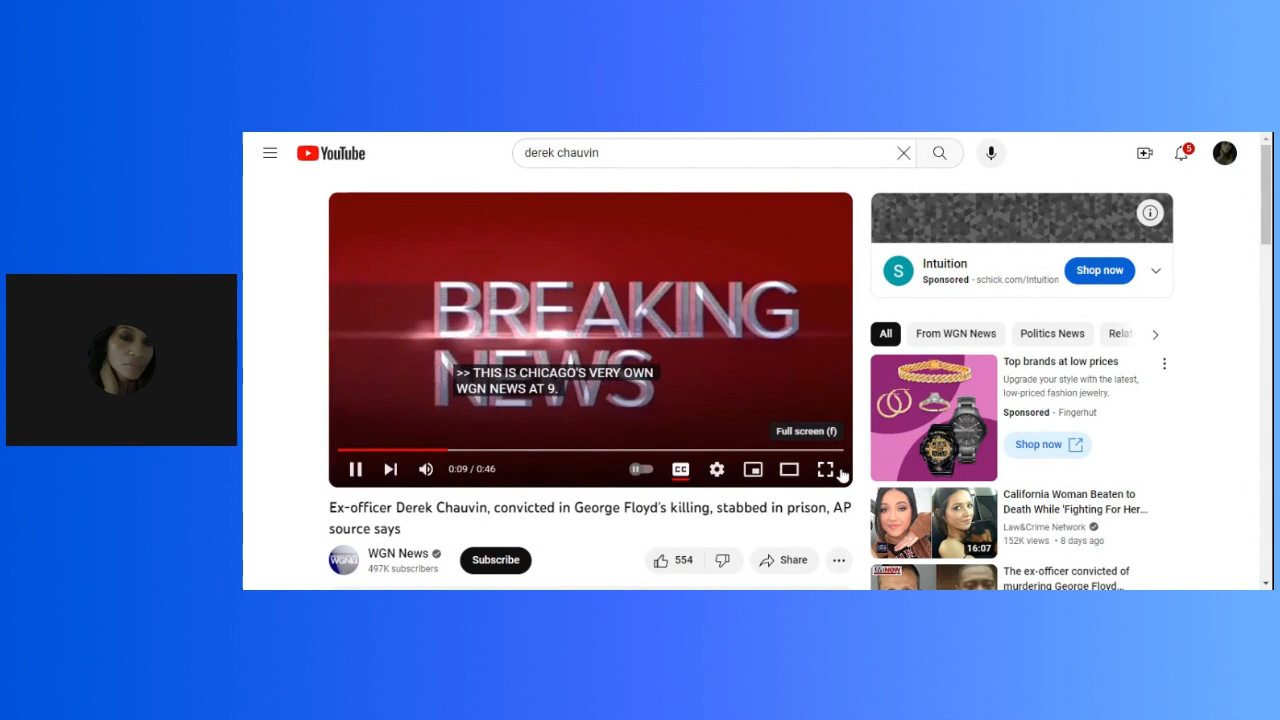 YouTube
derek chauvin
5
BREAKING
NEWS
>> THIS IS CHICAGO'S VERY OWN
WGN NEWS AT 9.
Full screen (f)
0:09 / 0:46
CC
Ex-officer Derek Chauvin, convicted in George Floyd's killing, stabbed in prison, AP
source says
WGN News
497K subscribers
Subscribe
554
Share
S
Intuition
Sponsored · schick.com/Intuition
Shop now
All
From WGN News
Politics News
Relat
Top brands at low prices
Upgrade your style with the latest,
low-priced fashion jewelry.
Sponsored · Fingerhut
Shop now
California Woman Beaten to
Death While 'Fighting For Her...
Law&Crime Network
152K views · 8 days ago
16:07
The ex-officer convicted of
murdering George Floyd...